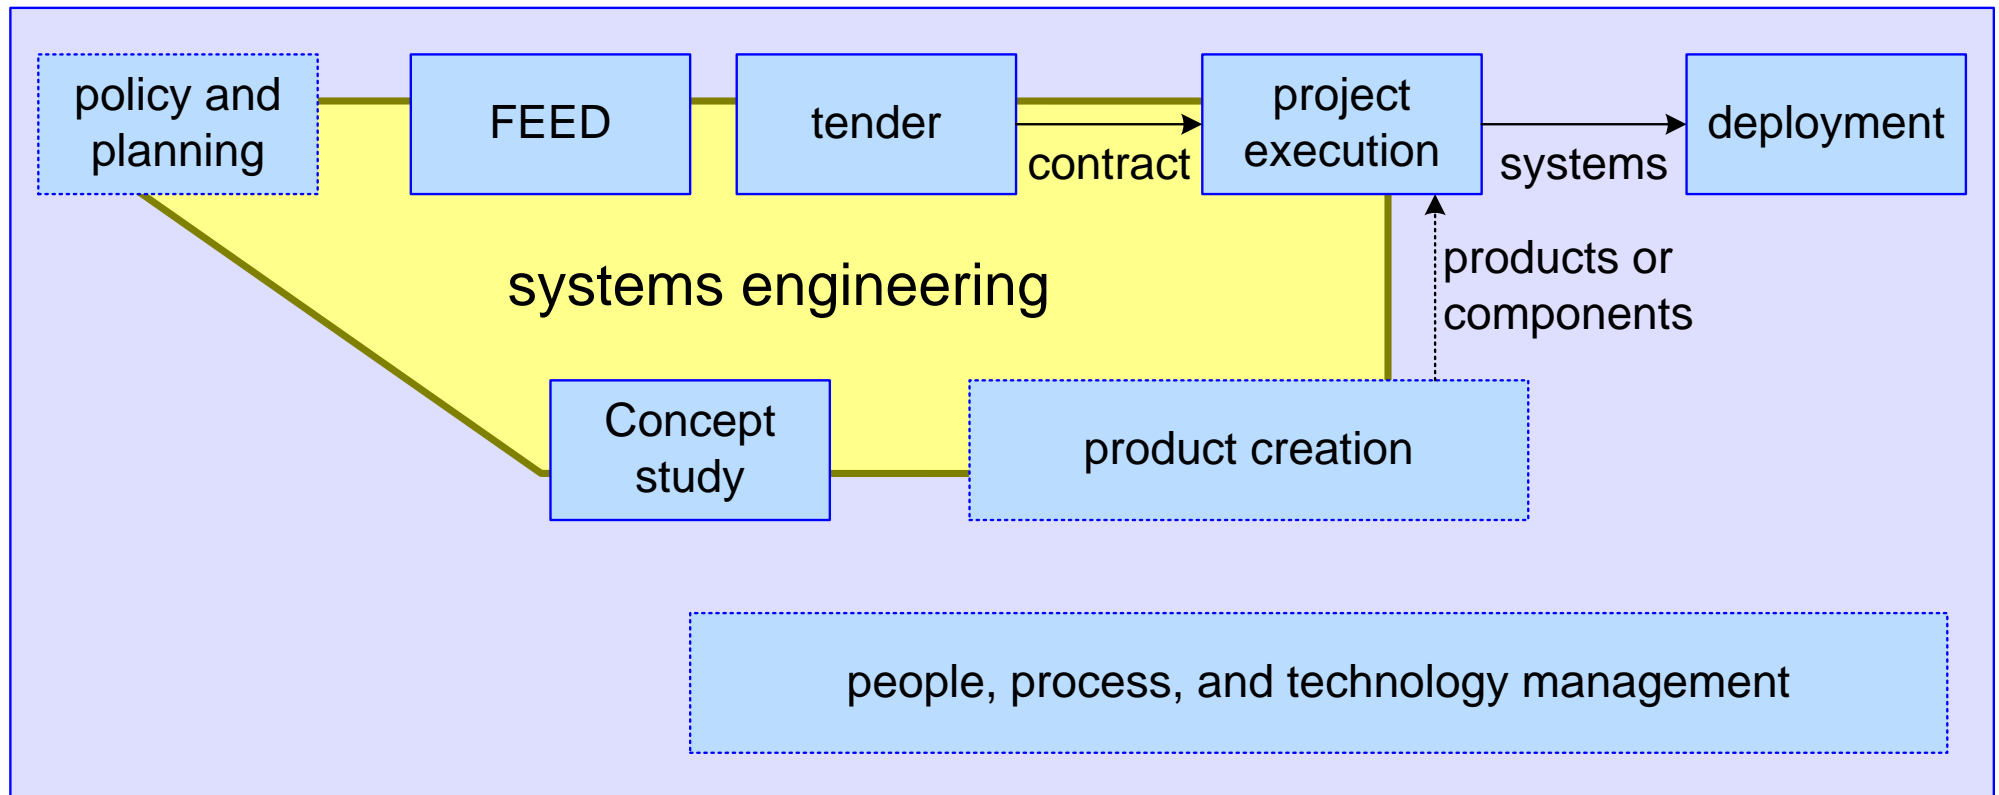 policy and
planning
FEED
tender
contract
project
execution
systems
deployment
systems engineering
products or
components
Concept
study
product creation
people, process, and technology management